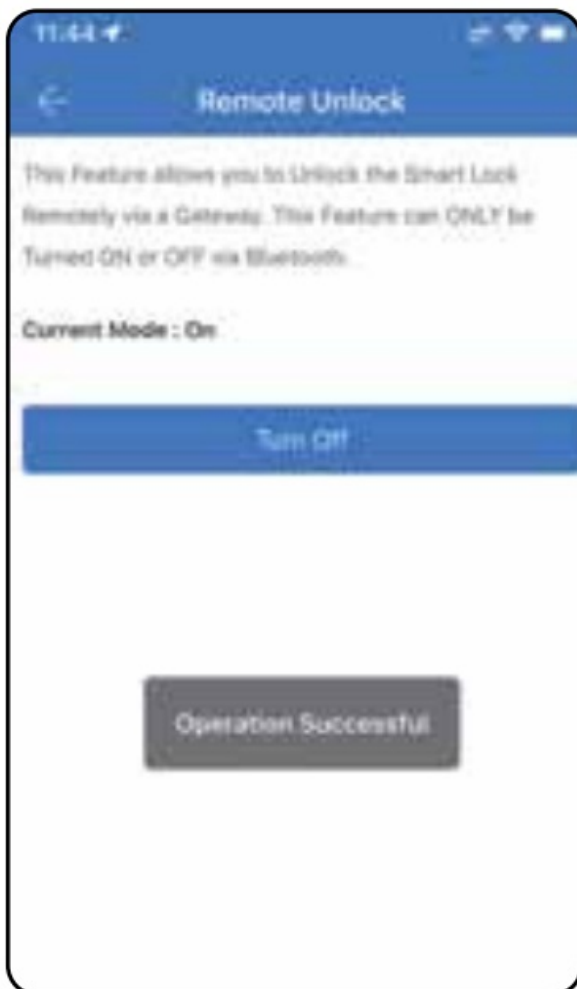 11:44
Remote Unlock
This Feature allows you to Unlock the Smart Lock
Remotely via a Gateway. This Feature can ONLY be
Turned ON or OFF via Bluetooth.
Current Mode : On
Turn Off
Operation Successful